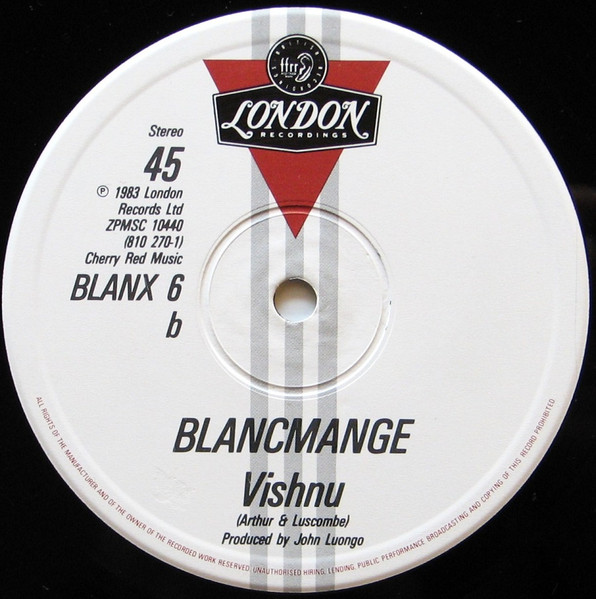 BRITISH RECORDINGS
ffrr
LONDON
RECORDINGS
Stereo
45
℗ 1983 London
Records Ltd
ZPMSC 10440
(810 270-1)
Cherry Red Music
BLANX 6
b
BLANCMANGE
Vishnu
(Arthur & Luscombe)
Produced by John Luongo
ALL RIGHTS OF THE MANUFACTURER AND OF THE OWNER OF THE RECORDED WORK RESERVED. UNAUTHORISED HIRING, LENDING, PUBLIC PERFORMANCE BROADCASTING AND COPYING OF THIS RECORD PROHIBITED